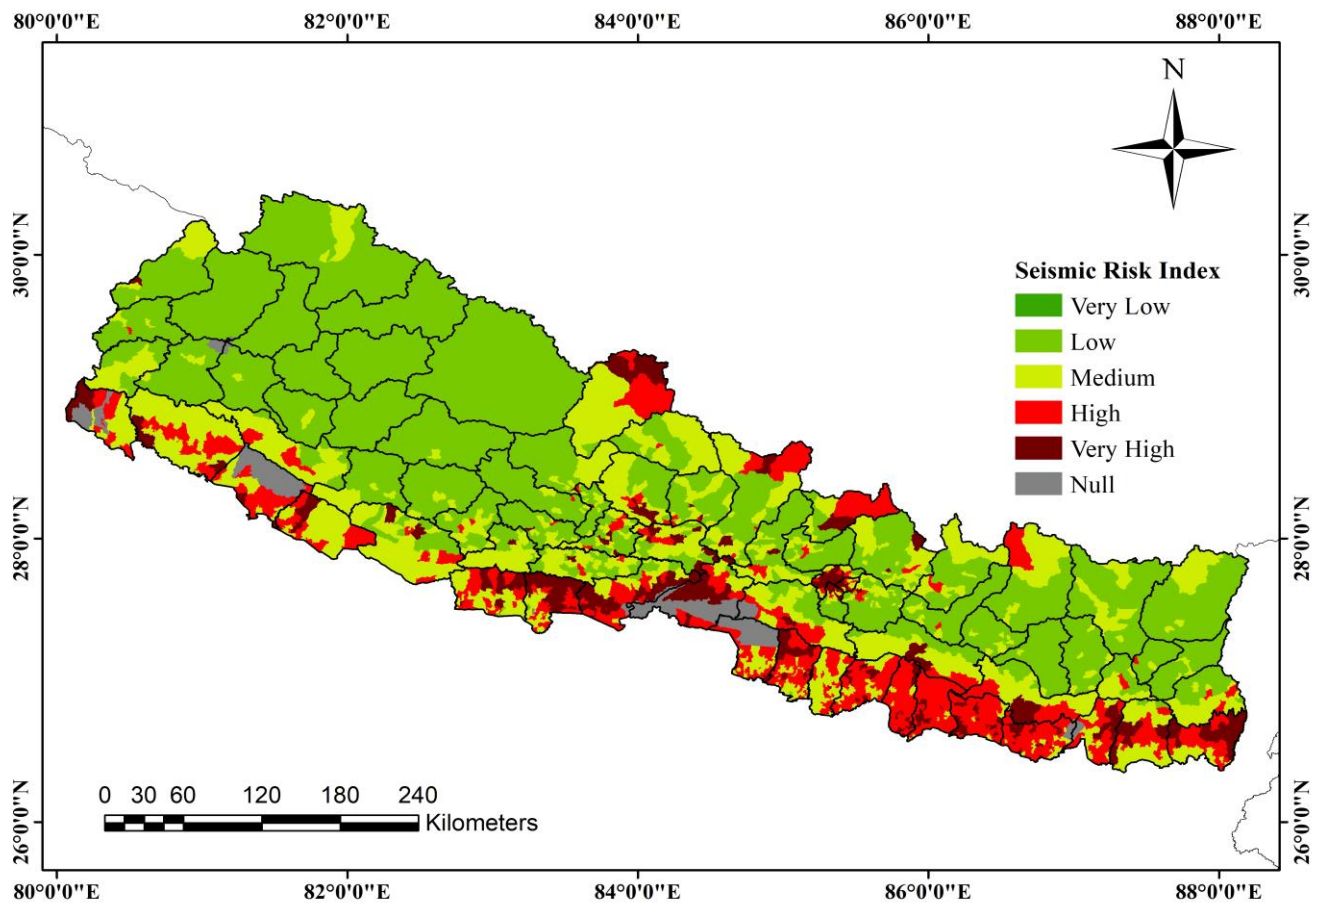 80°0'0"E 82°0'0"E 84°0'0"E 86°0'0"E 88°0'0"E
N
30°0'0"N 30°0'0"N
Seismic Risk Index
Very Low
Low
Medium
High
Very High
Null
28°0'0"N 28°0'0"N
0 30 60 120 180 240
Kilometers
26°0'0"N 26°0'0"N
80°0'0"E 82°0'0"E 84°0'0"E 86°0'0"E 88°0'0"E